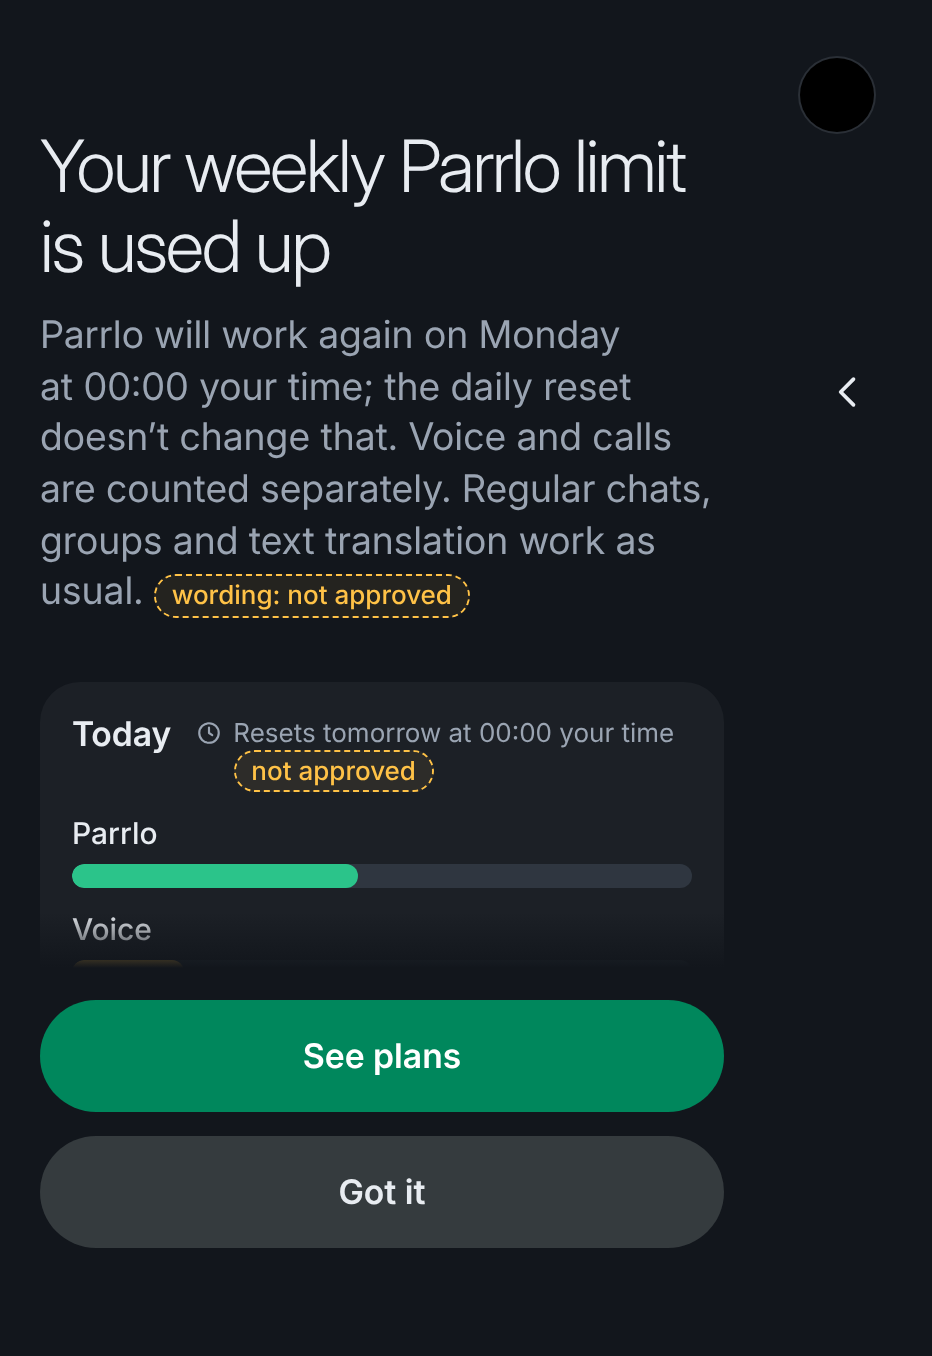 Your weekly Parrlo limit
is used up
Parrlo will work again on Monday
at 00:00 your time; the daily reset
doesn’t change that. Voice and calls
are counted separately. Regular chats,
groups and text translation work as
usual. wording: not approved
Today Resets tomorrow at 00:00 your time
not approved
Parrlo
Voice
See plans
Got it